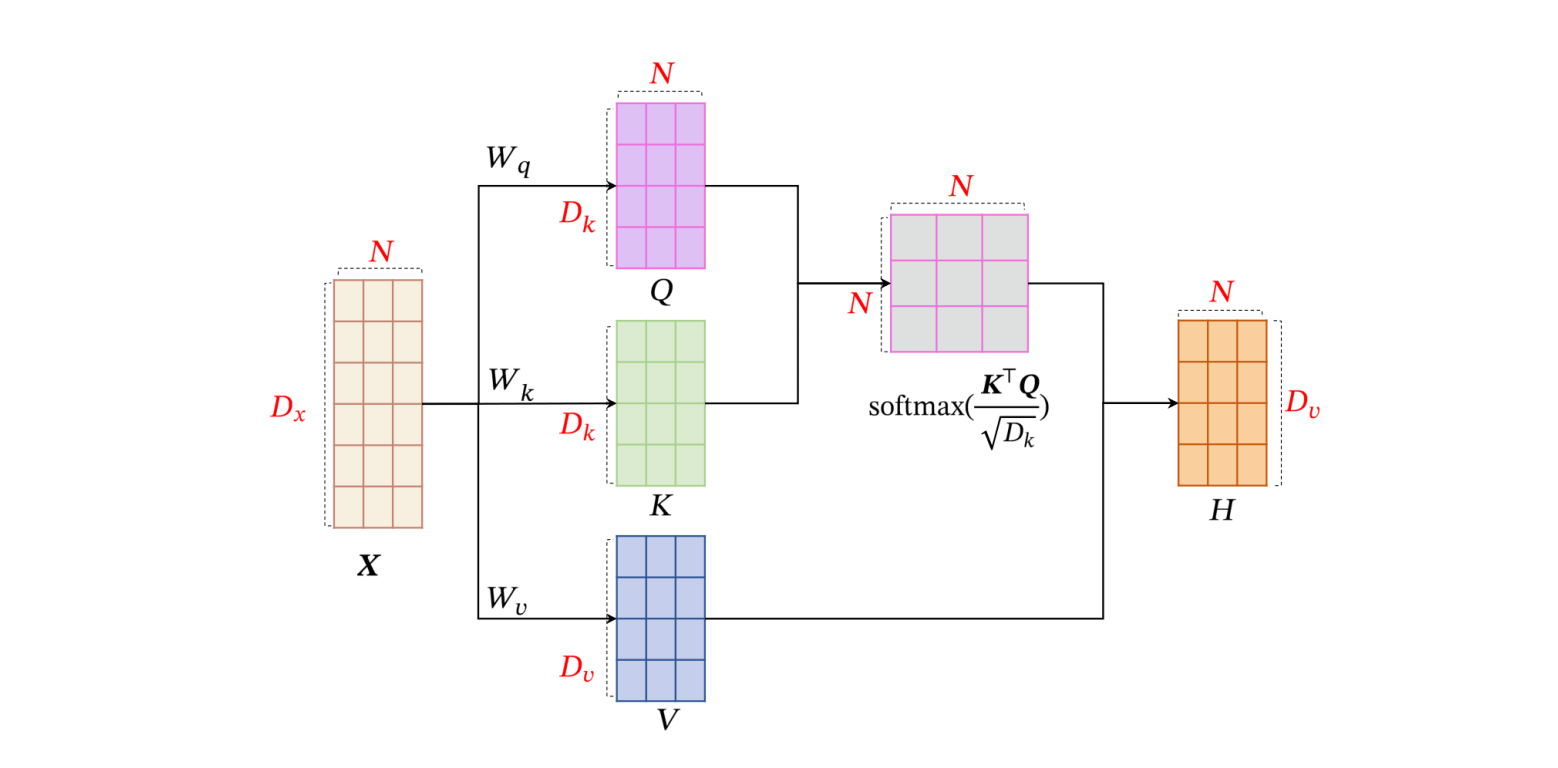 N
W_q
D_k
Q
N
D_x
X
W_k
D_k
K
W_v
D_v
V
N
N
softmax(K^⊤Q/√D_k)
N
D_v
H